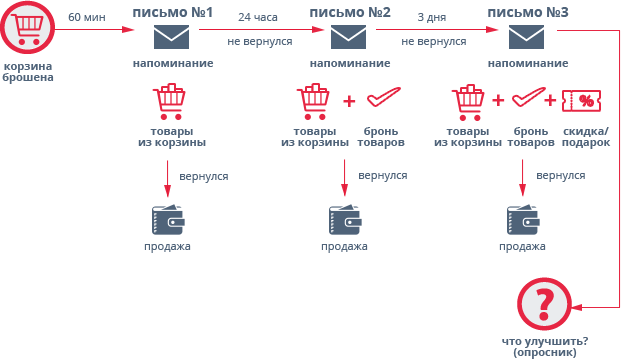 60 мин
письмо №1
24 часа
не вернулся
письмо №2
3 дня
не вернулся
письмо №3
корзина
брошена
напоминание
напоминание
напоминание
товары
из корзины
товары
из корзины
+
бронь
товаров
товары
из корзины
+
бронь
товаров
+
%
скидка/
подарок
вернулся
вернулся
вернулся
продажа
продажа
продажа
?
что улучшить?
(опросник)